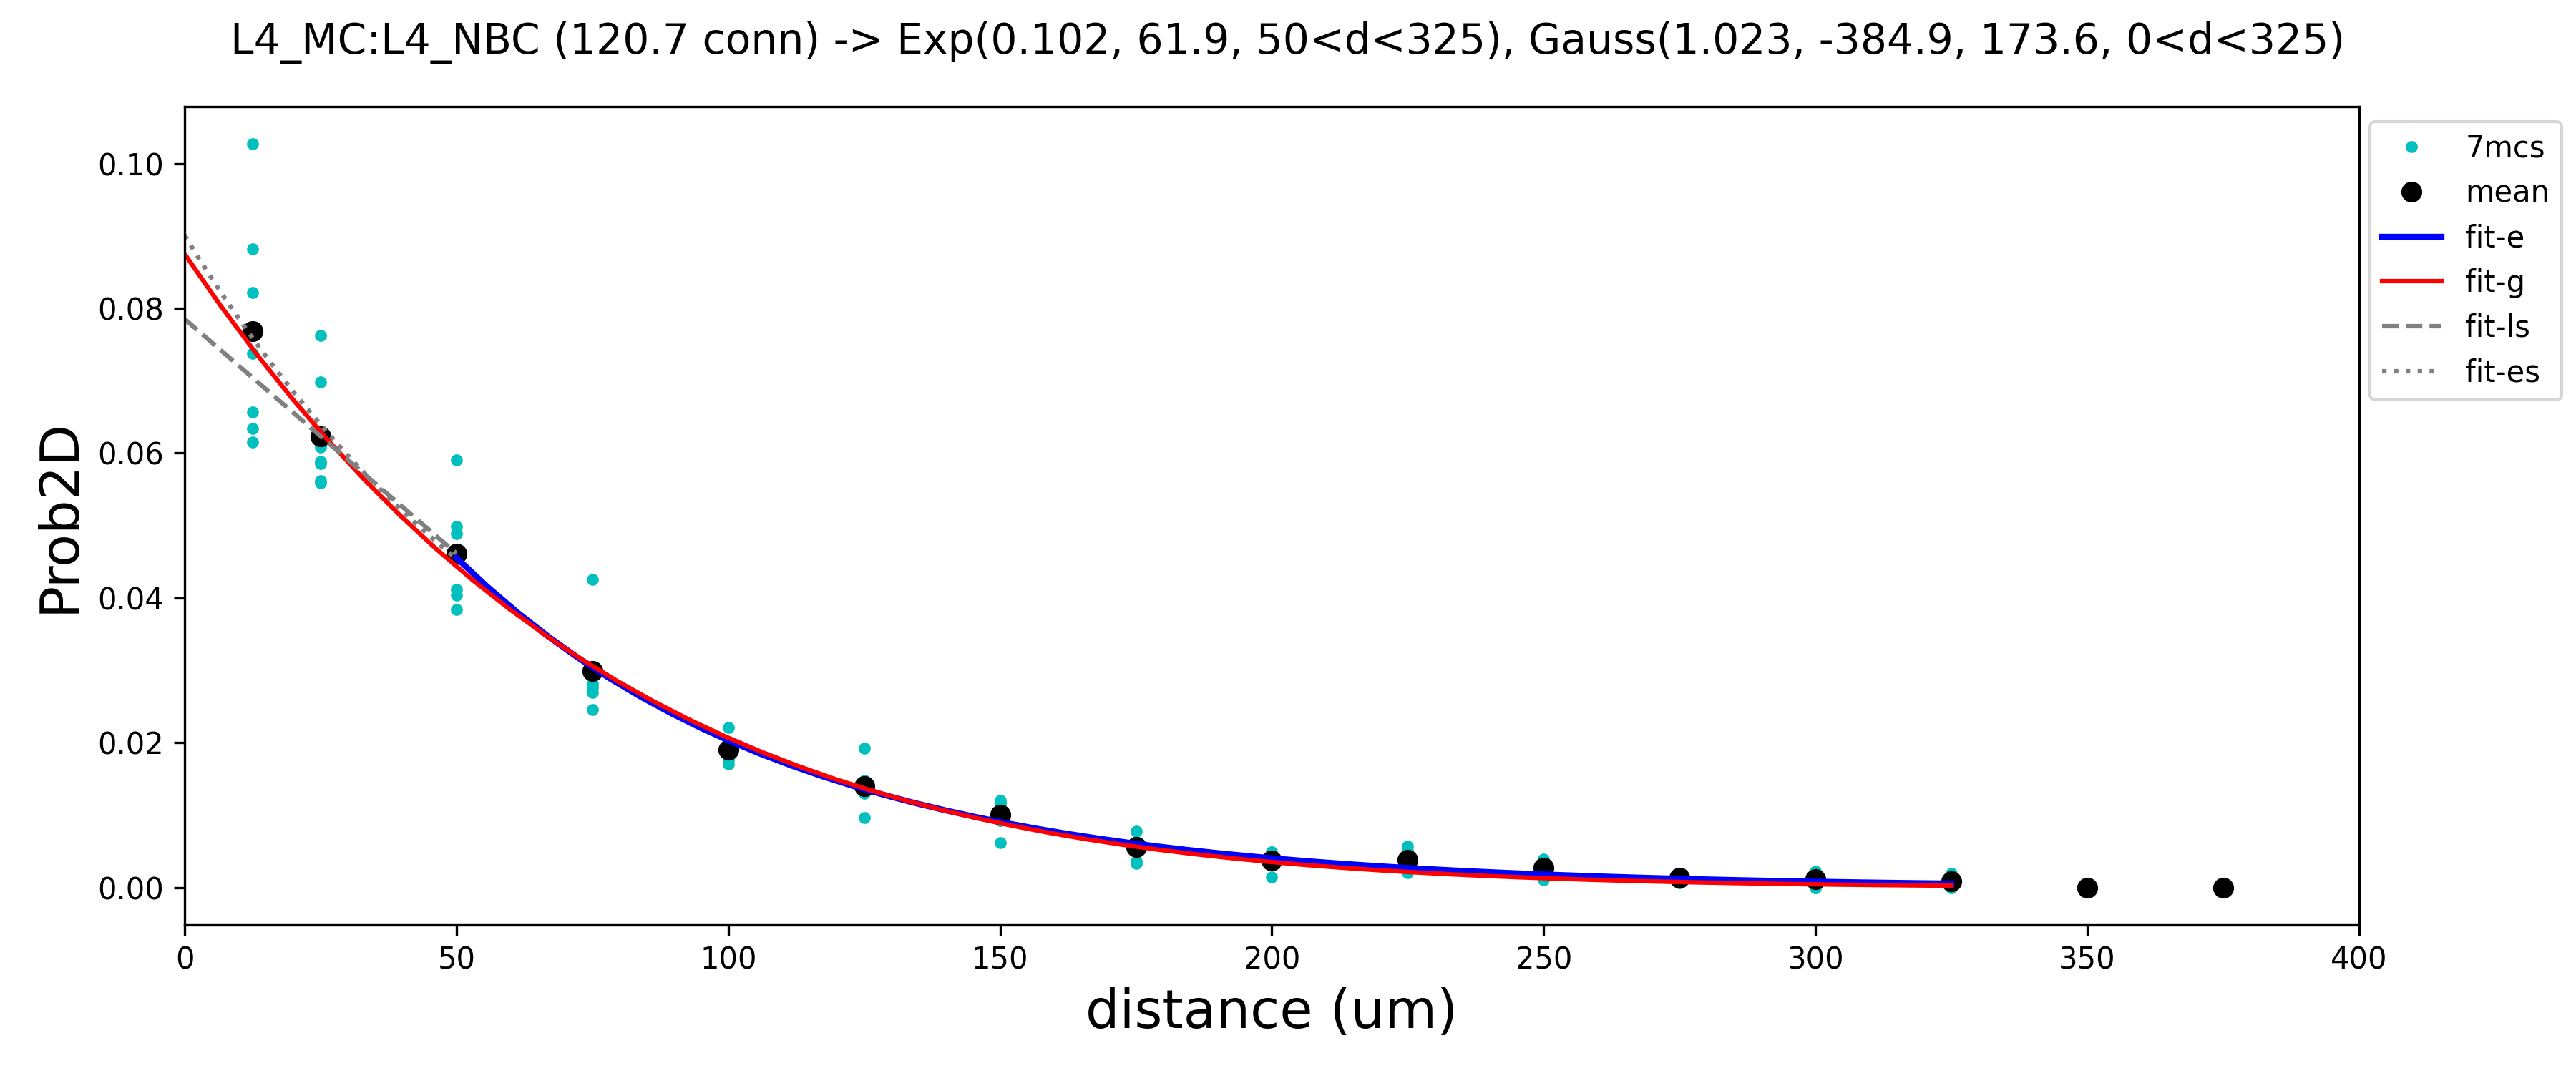 L4_MC:L4_NBC (120.7 conn) -> Exp(0.102, 61.9, 50<d<325), Gauss(1.023, -384.9, 173.6, 0<d<325)
0.10
0.08
0.06
0.04
0.02
0.00
Prob2D
0 50 100 150 200 250 300 350 400
distance (um)
7mcs
mean
fit-e
fit-g
fit-ls
fit-es